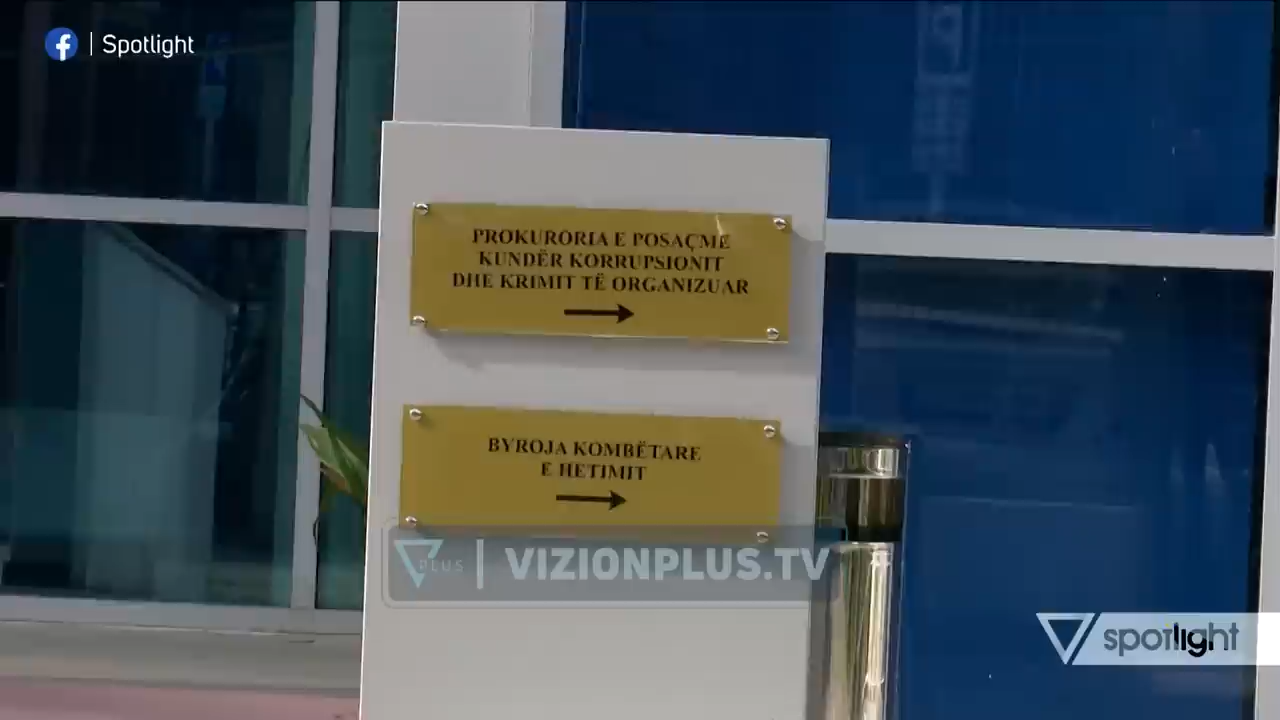 Spotlight
PROKURORIA E POSAÇME
KUNDËR KORRUPSIONIT
DHE KRIMIT TË ORGANIZUAR
BYROJA KOMBËTARE
E HETIMIT
PLUS
VIZIONPLUS.TV
spotlight